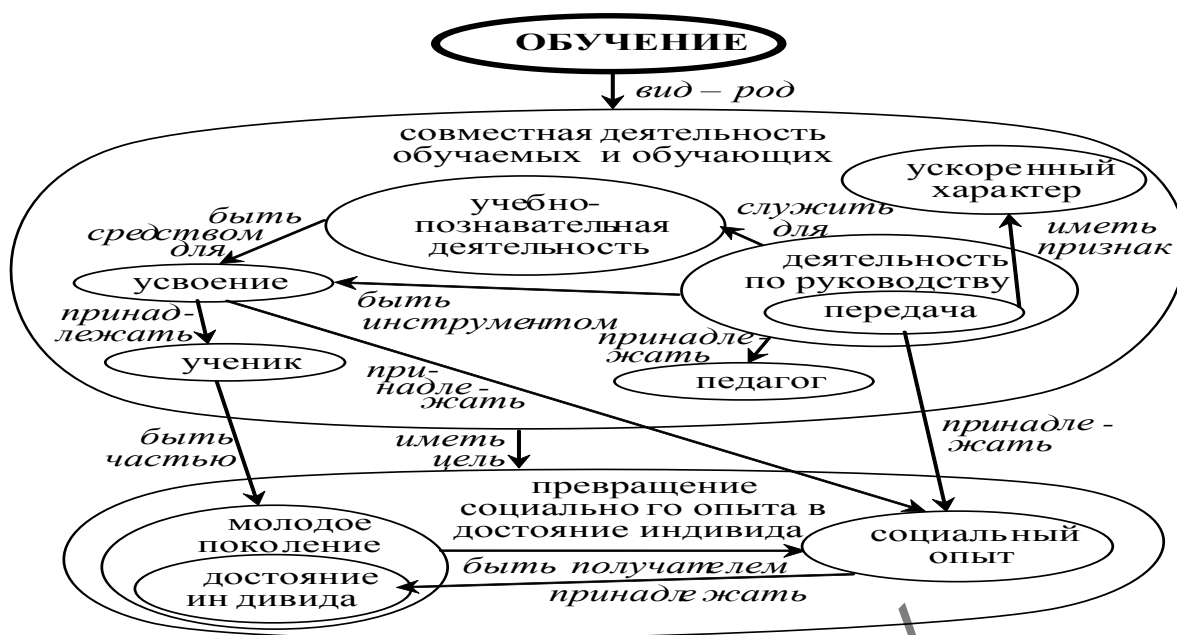 ОБУЧЕНИЕ
вид – род
совместная деятельность
обучаемых и обучающих
ускоренный
характер
учебно-
познавательная
деятельность
быть
средством
для
служить
для
иметь
признак
деятельность
по руководству
передача
усвоение
быть
инструментом
принад-
лежать
принадле-
жать
ученик
педагог
при-
надле-
жать
быть
частью
иметь
цель
принадле-
жать
превращение
социального опыта в
достояние индивида
молодое
поколение
достояние
индивида
быть получателем
принадлежать
социальный
опыт